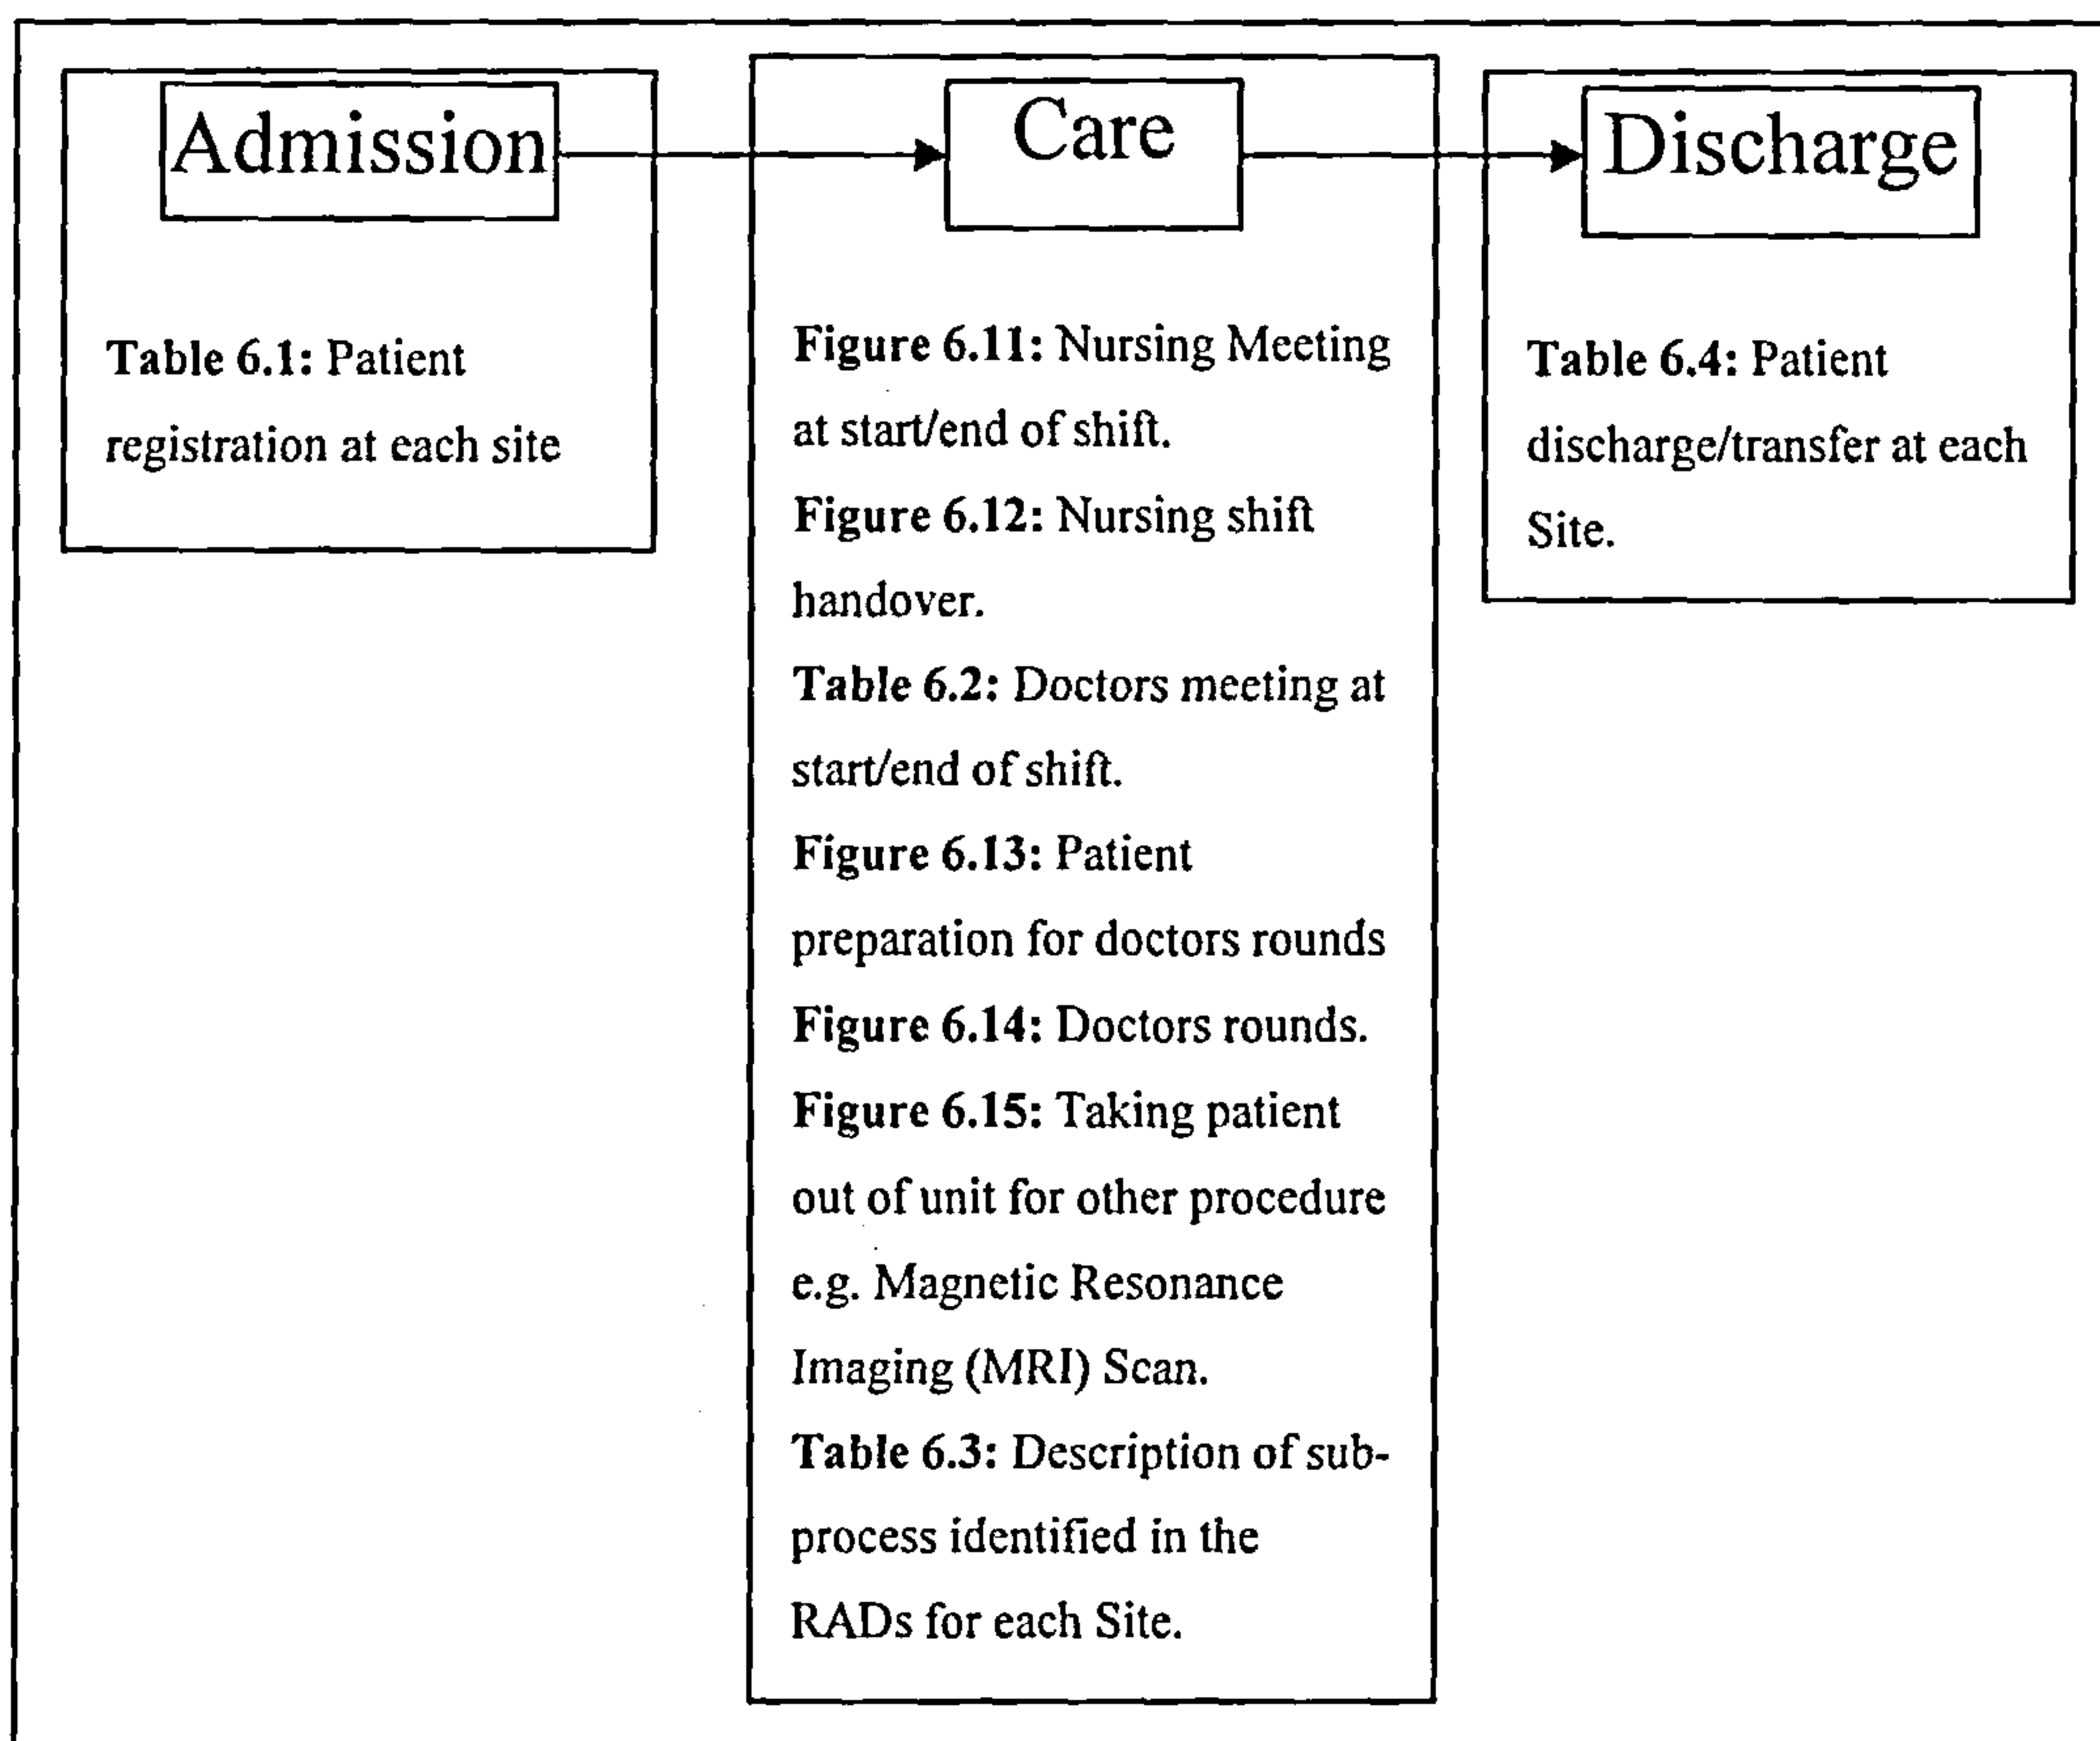 Admission
Table 6.1: Patient
registration at each site
Care
Figure 6.11: Nursing Meeting
at start/end of shift.
Figure 6.12: Nursing shift
handover.
Table 6.2: Doctors meeting at
start/end of shift.
Figure 6.13: Patient
preparation for doctors rounds
Figure 6.14: Doctors rounds.
Figure 6.15: Taking patient
out of unit for other procedure
e.g. Magnetic Resonance
Imaging (MRI) Scan.
Table 6.3: Description of sub-
process identified in the
RADs for each Site.
Discharge
Table 6.4: Patient
discharge/transfer at each
Site.